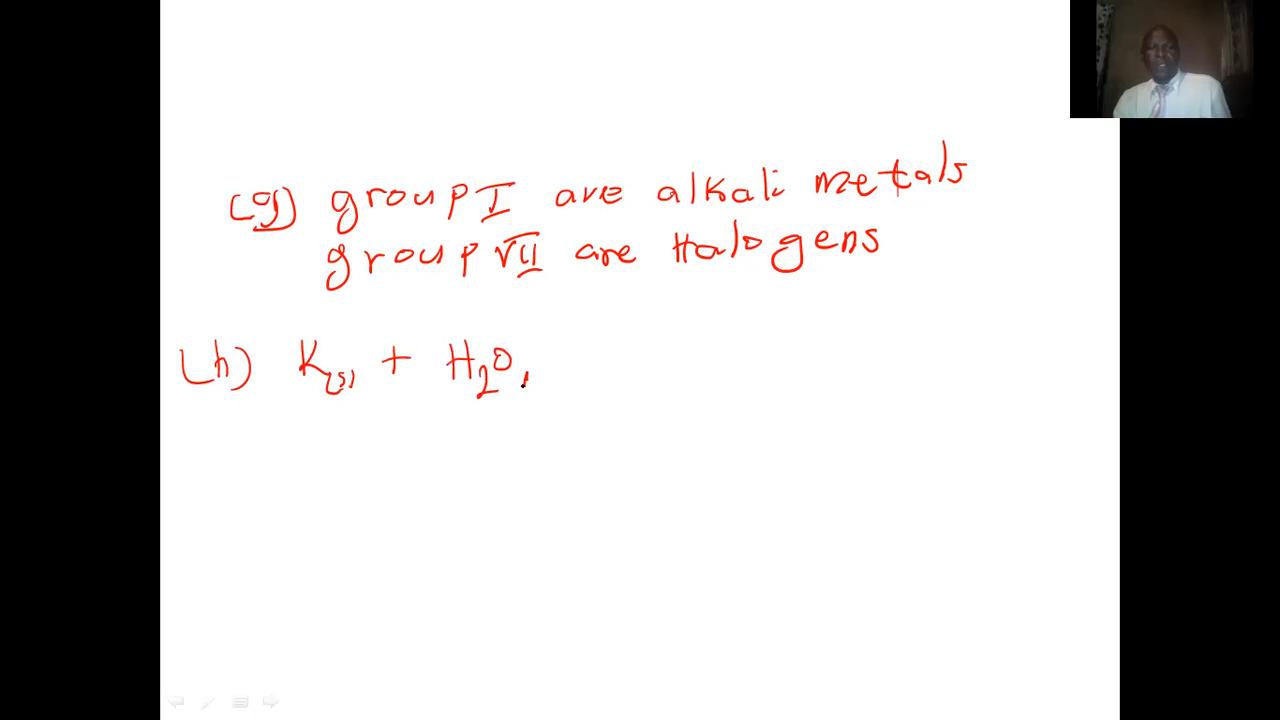 (g) group I are alkali metals
group VII are Halogens
(h) K(s) + H2O